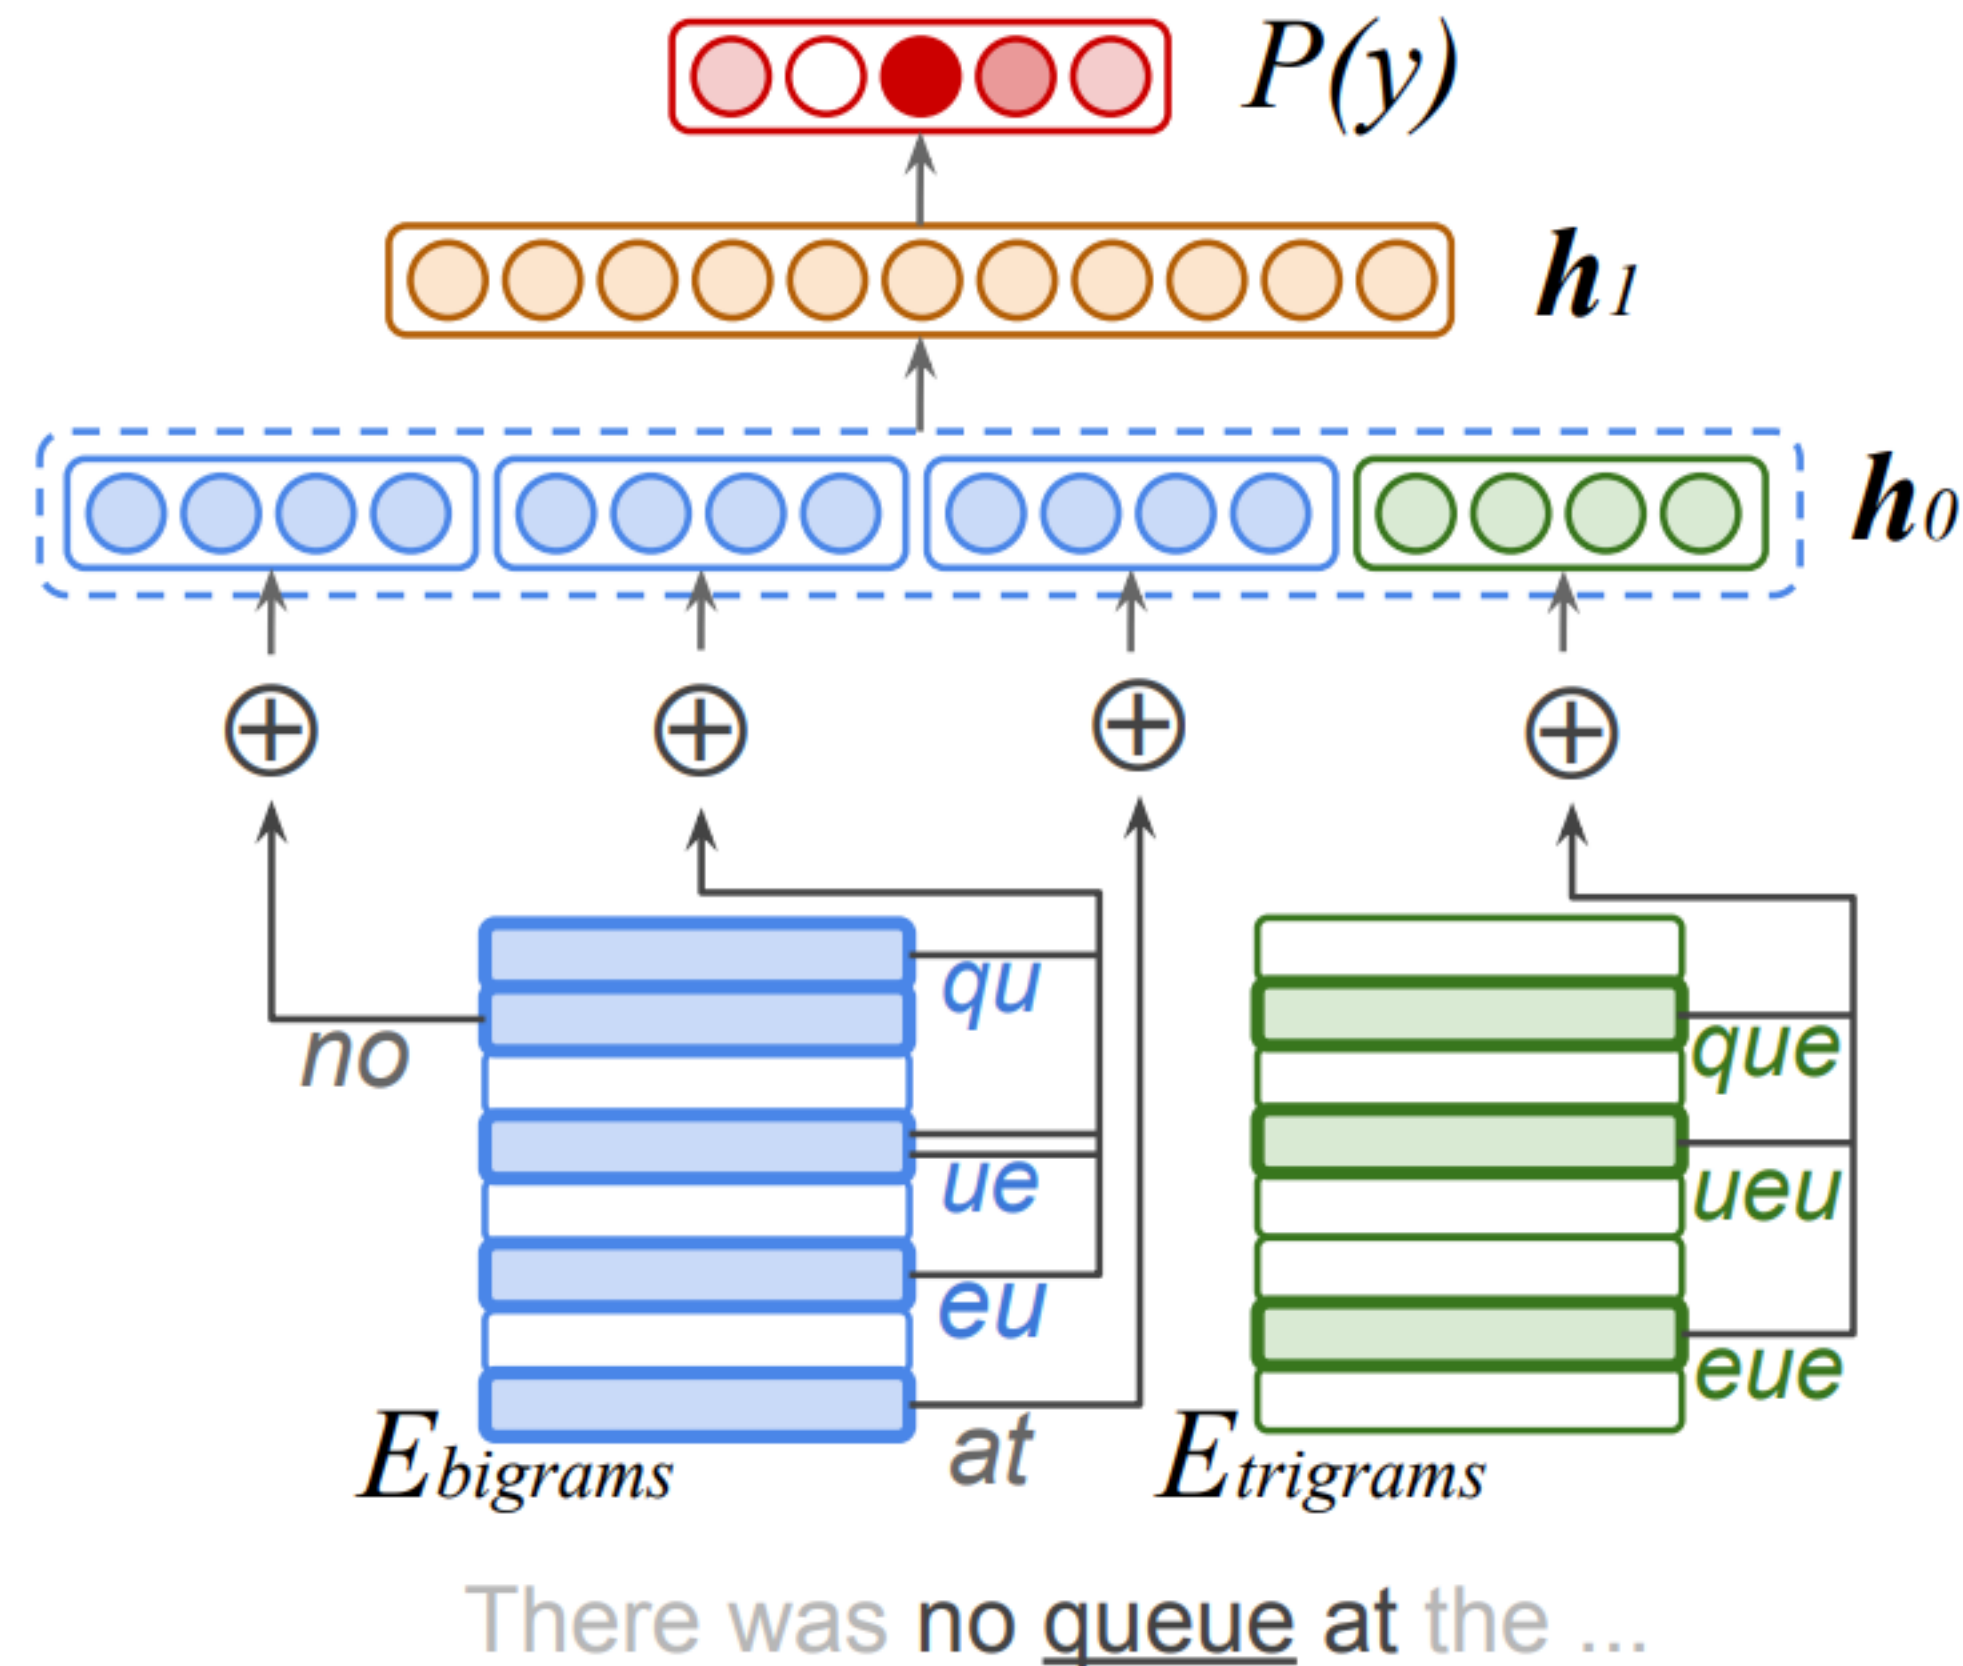 P(y)
h1
h0
qu
no
que
ue
ueu
eu
eue
at
Ebigrams
Etrigrams
There was no queue at the ...